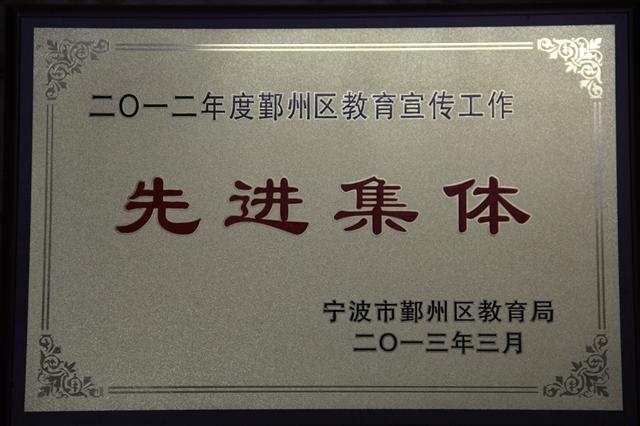 二〇一二年度鄞州区教育宣传工作
先进集体
宁波市鄞州区教育局
二〇一三年三月